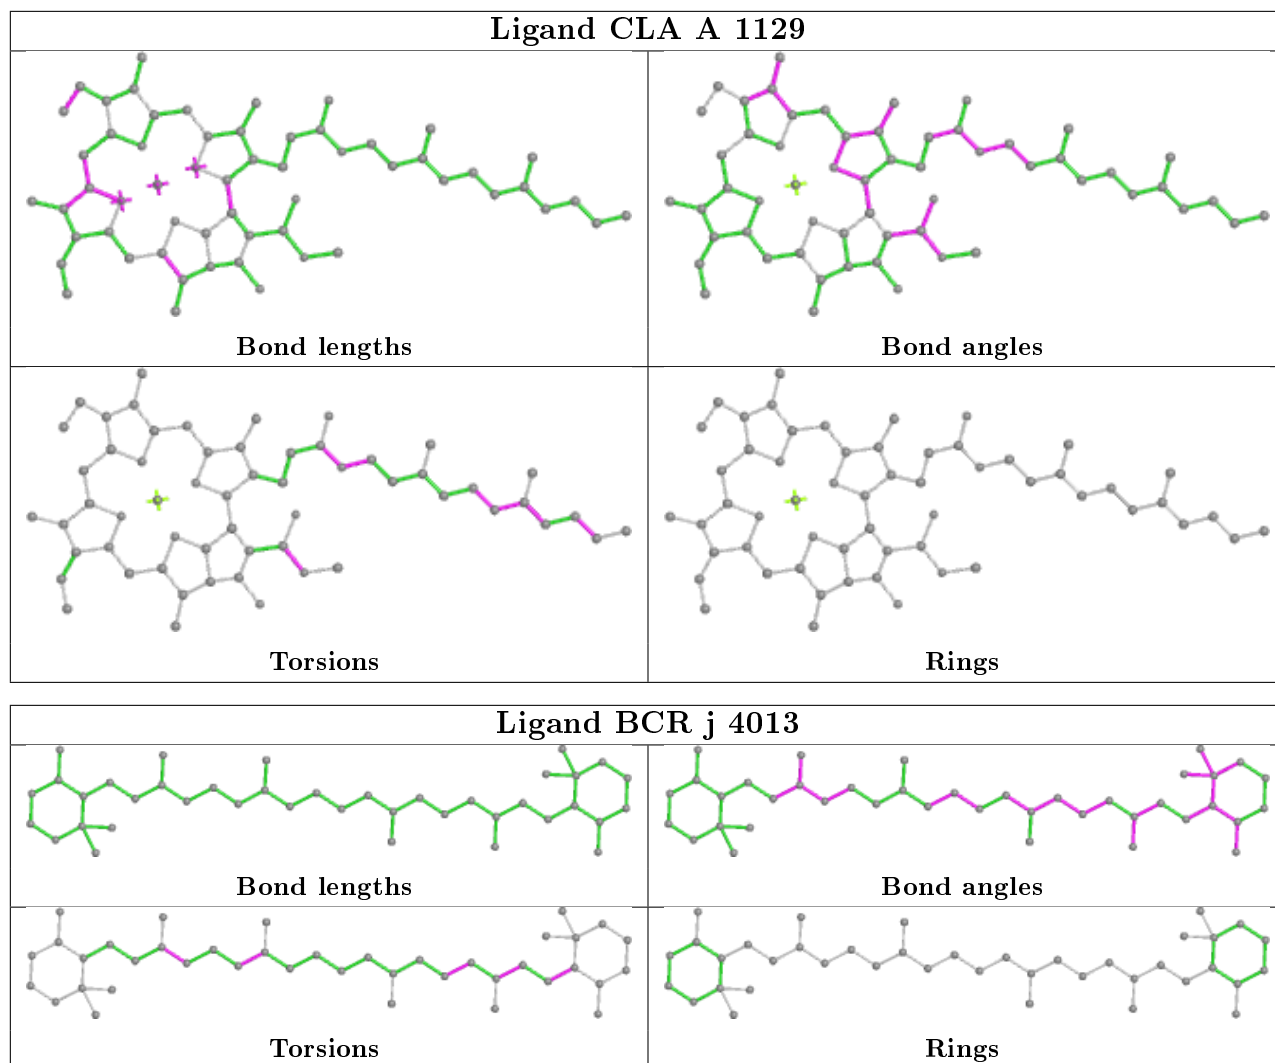 Ligand CLA A 1129
Bond lengths
Bond angles
Torsions
Rings
Ligand BCR j 4013
Bond lengths
Bond angles
Torsions
Rings